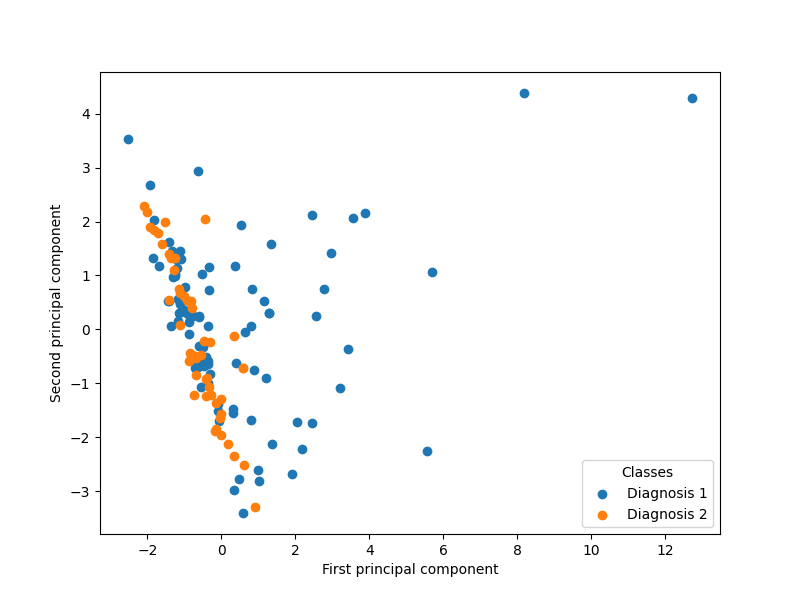 4
3
2
1
0
−1
−2
−3
Second principal component
−2 0 2 4 6 8 10 12
First principal component
Classes
Diagnosis 1
Diagnosis 2